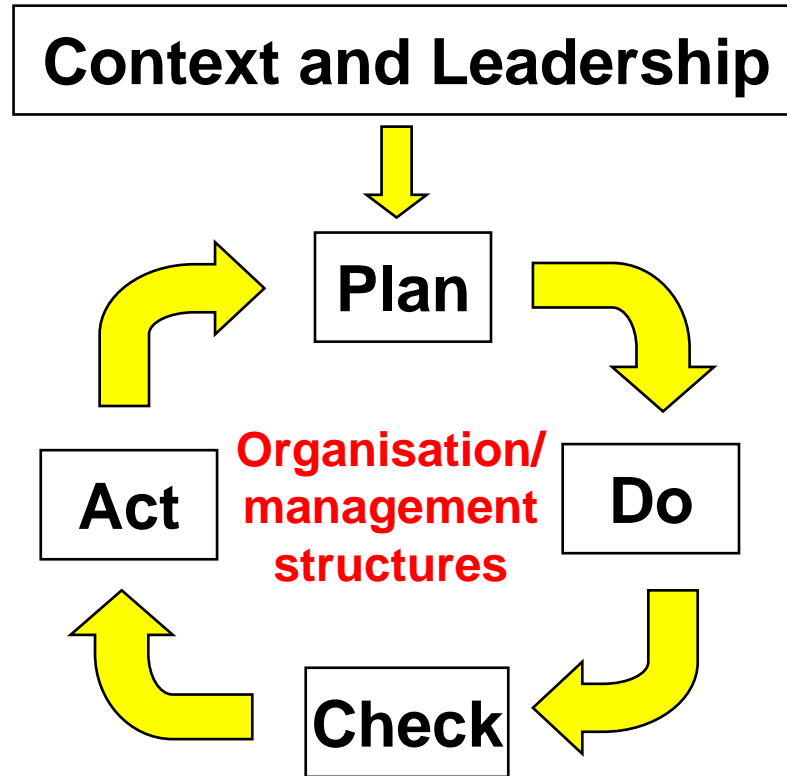 Context and Leadership
Plan
Do
Check
Act
Organisation/
management
structures